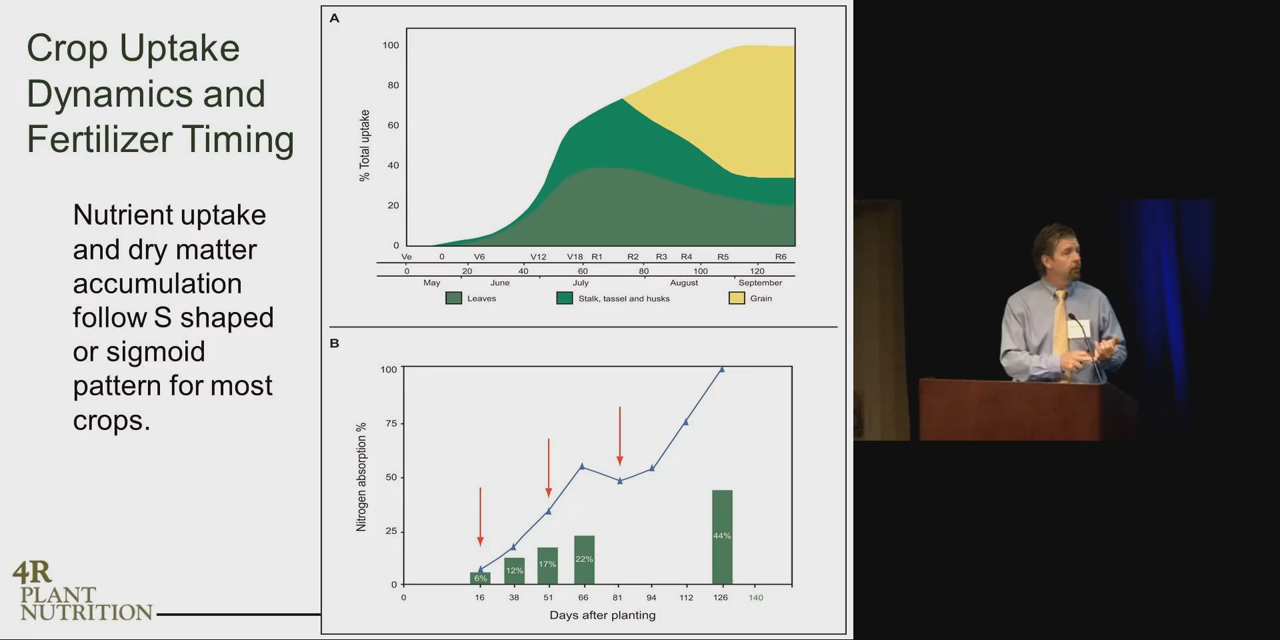 Crop Uptake
Dynamics and
Fertilizer Timing
Nutrient uptake
and dry matter
accumulation
follow S shaped
or sigmoid
pattern for most
crops.
4R
PLANT
NUTRITION
A
% Total uptake
100
80
60
40
20
0
Ve 0 V6 V12 V18 R1 R2 R3 R4 R5 R6
0 20 40 60 80 100 120
May June July August September
Leaves Stalk, tassel and husks Grain
B
Nitrogen absorption %
100
75
50
25
0
6% 12% 17% 22% 44%
0 16 38 51 66 81 94 112 126 140
Days after planting